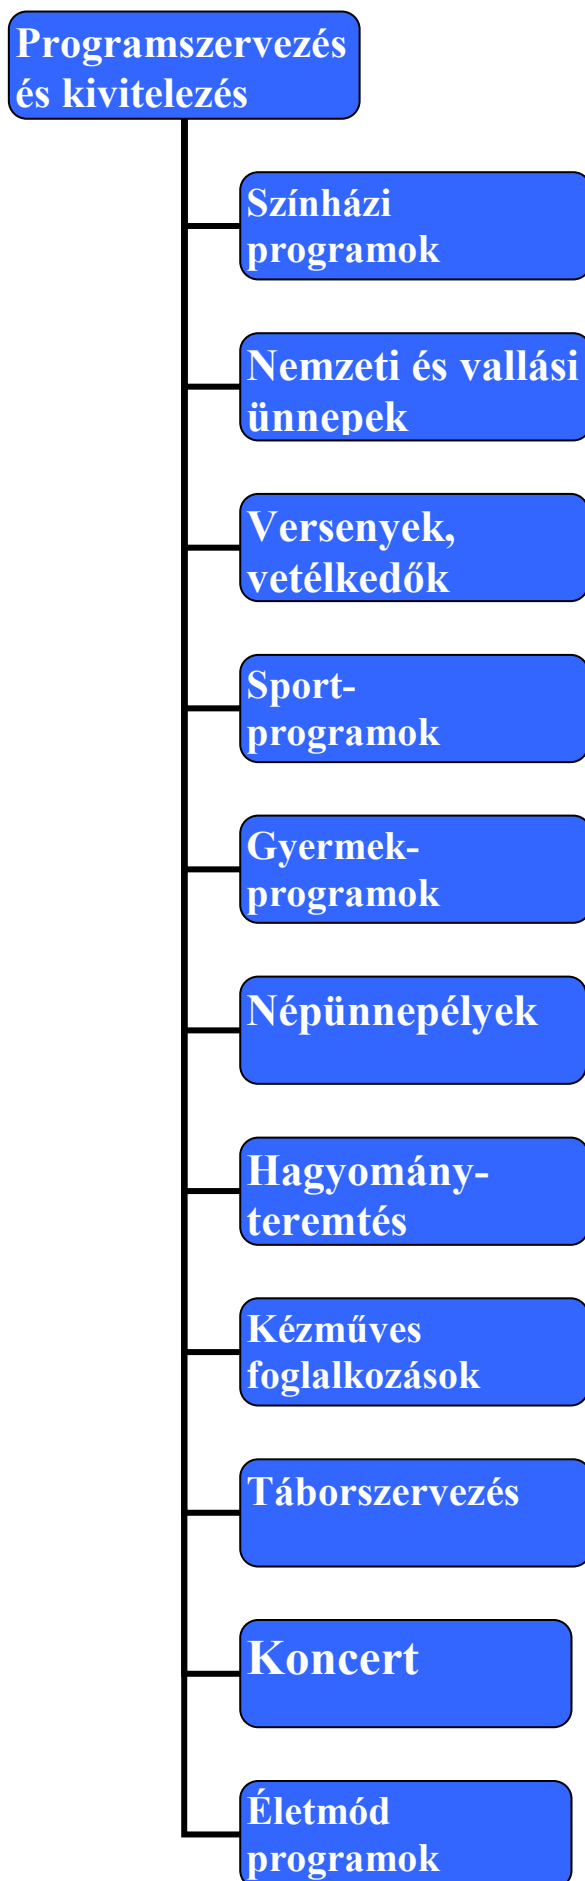 Programszervezés
és kivitelezés
Színházi
programok
Nemzeti és vallási
ünnepek
Versenyek,
vetélkedők
Sport-
programok
Gyermek-
programok
Népünnepélyek
Hagyomány-
teremtés
Kézműves
foglalkozások
Táborszervezés
Koncert
Életmód
programok